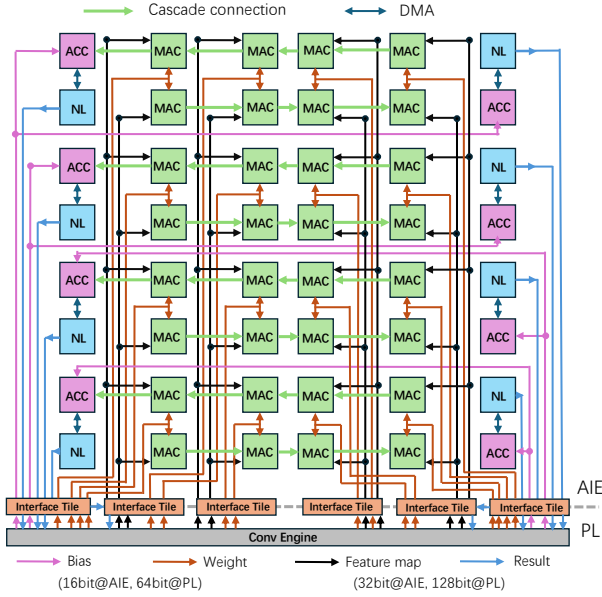 Cascade connection DMA
ACC MAC MAC MAC MAC NL
NL MAC MAC MAC MAC ACC
ACC MAC MAC MAC MAC NL
NL MAC MAC MAC MAC ACC
ACC MAC MAC MAC MAC NL
NL MAC MAC MAC MAC ACC
ACC MAC MAC MAC MAC NL
NL MAC MAC MAC MAC ACC
AIE
Interface Tile Interface Tile Interface Tile Interface Tile Interface Tile Interface Tile
PL
Conv Engine
Bias Weight Feature map Result
(16bit@AIE, 64bit@PL) (32bit@AIE, 128bit@PL)